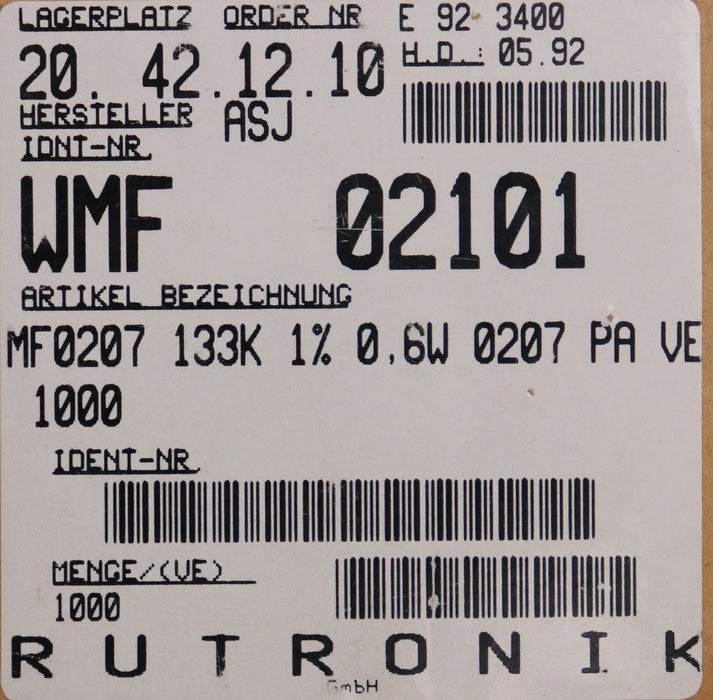 LAGERPLATZ ORDER NR E 92 3400
20. 42.12.10 H.D.: 05.92
HERSTELLER ASJ
IDNT-NR.
WMF 02101
ARTIKEL BEZEICHNUNG
MF0207 133K 1% 0,6W 0207 PA VE
1000
IDENT-NR.
MENGE/(VE)
1000
RUTRONIK
GmbH